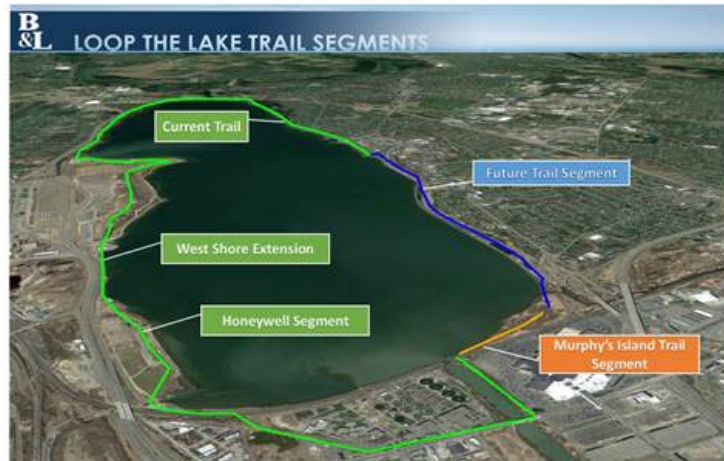 B
&L
LOOP THE LAKE TRAIL SEGMENTS
Current Trail
Future Trail Segment
West Shore Extension
Honeywell Segment
Murphy's Island Trail
Segment